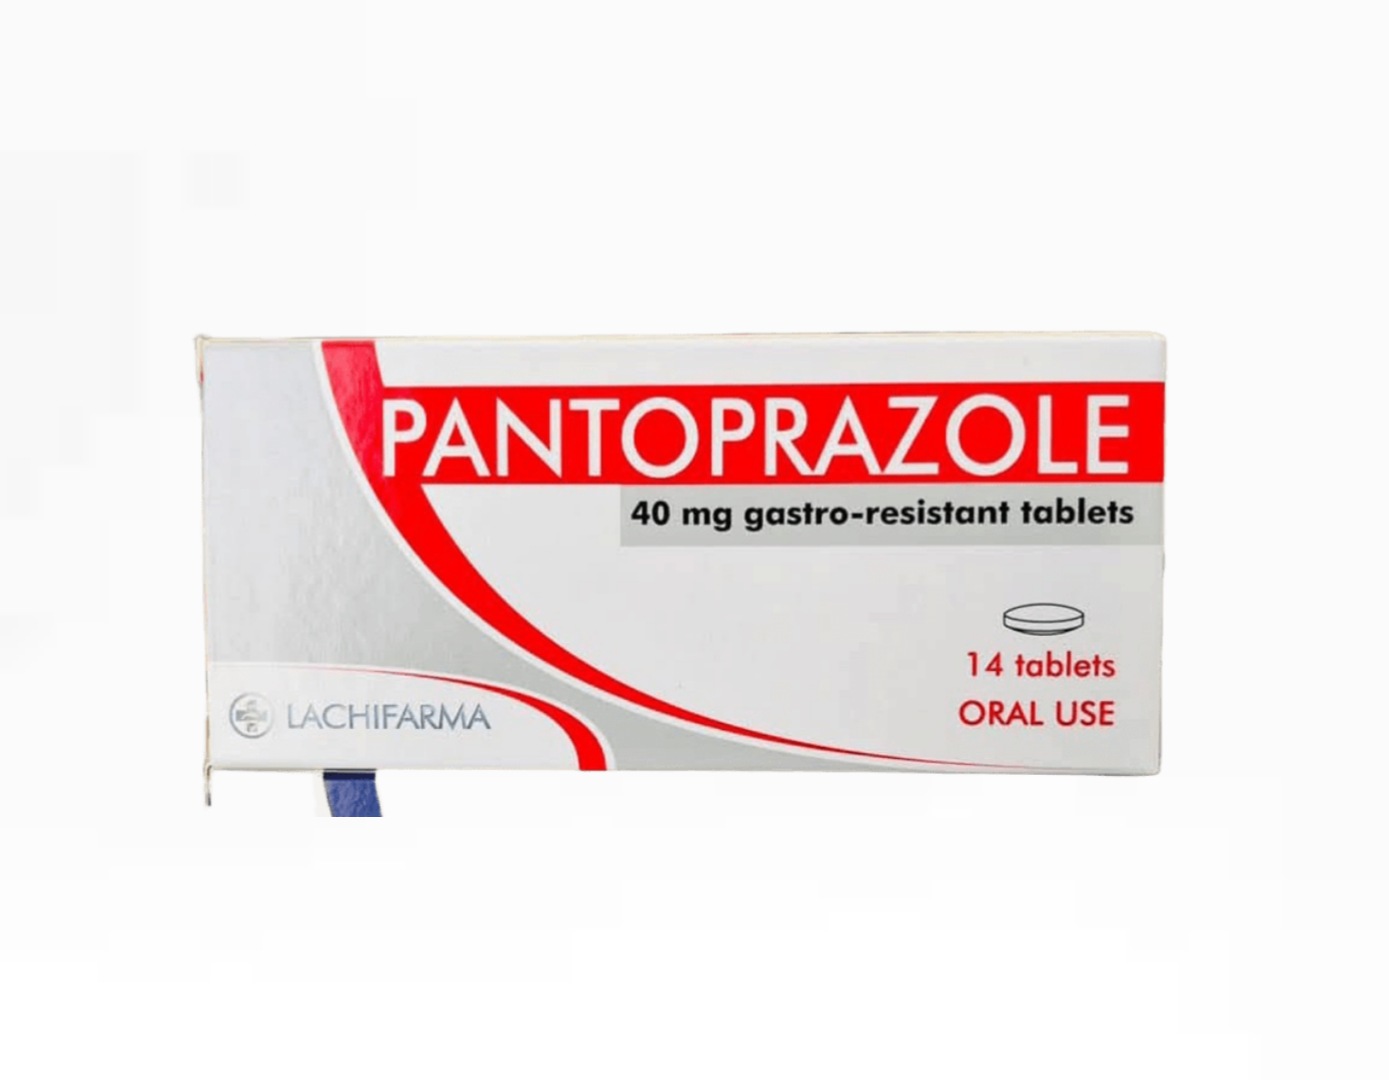 PANTOPRAZOLE
40 mg gastro-resistant tablets
14 tablets
ORAL USE
LACHIFARMA